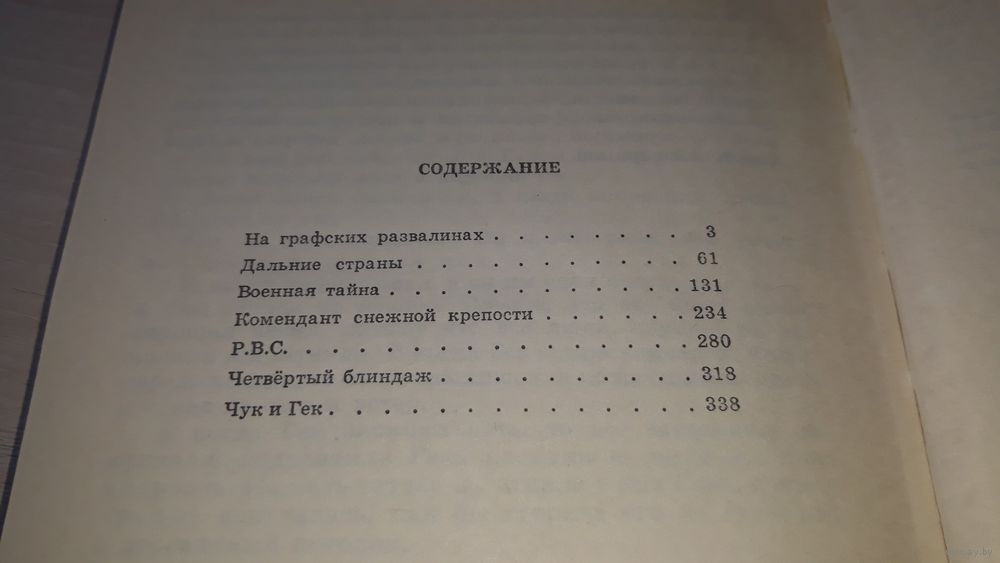 СОДЕРЖАНИЕ
На графских развалинах . . . . . . . . 3
Дальние страны . . . . . . . . . . . 61
Военная тайна . . . . . . . . . . . . 131
Комендант снежной крепости . . . . . . 234
Р.В.С. . . . . . . . . . . . . . . . 280
Четвёртый блиндаж . . . . . . . . . . 318
Чук и Гек . . . . . . . . . . . . . . 338